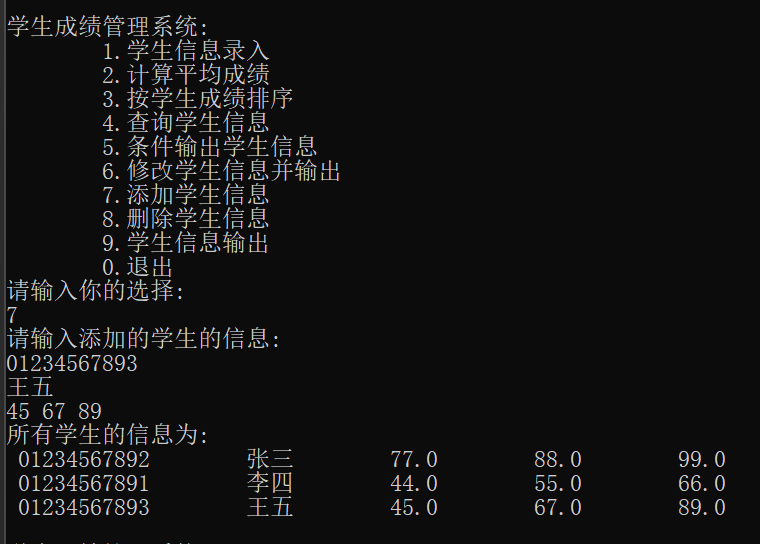 学生成绩管理系统:
1.学生信息录入
2.计算平均成绩
3.按学生成绩排序
4.查询学生信息
5.条件输出学生信息
6.修改学生信息并输出
7.添加学生信息
8.删除学生信息
9.学生信息输出
0.退出
请输入你的选择:
7
请输入添加的学生的信息:
01234567893
王五
45 67 89
所有学生的信息为:
01234567892 张三 77.0 88.0 99.0
01234567891 李四 44.0 55.0 66.0
01234567893 王五 45.0 67.0 89.0